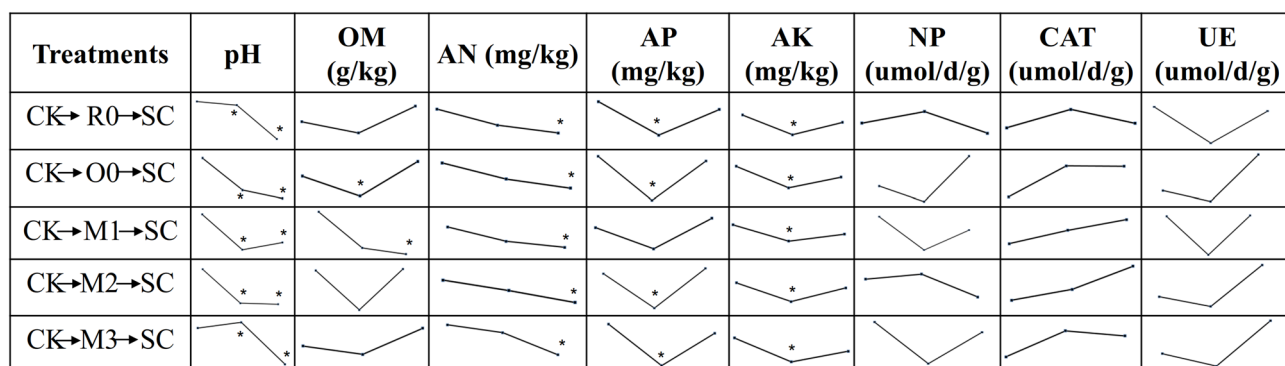 Treatments pH OM (g/kg) AN (mg/kg) AP (mg/kg) AK (mg/kg) NP (umol/d/g) CAT (umol/d/g) UE (umol/d/g)
CK→R0→SC * * * * *
CK→O0→SC * * * * * *
CK→M1→SC * * * * *
CK→M2→SC * * * * *
CK→M3→SC * * * * *